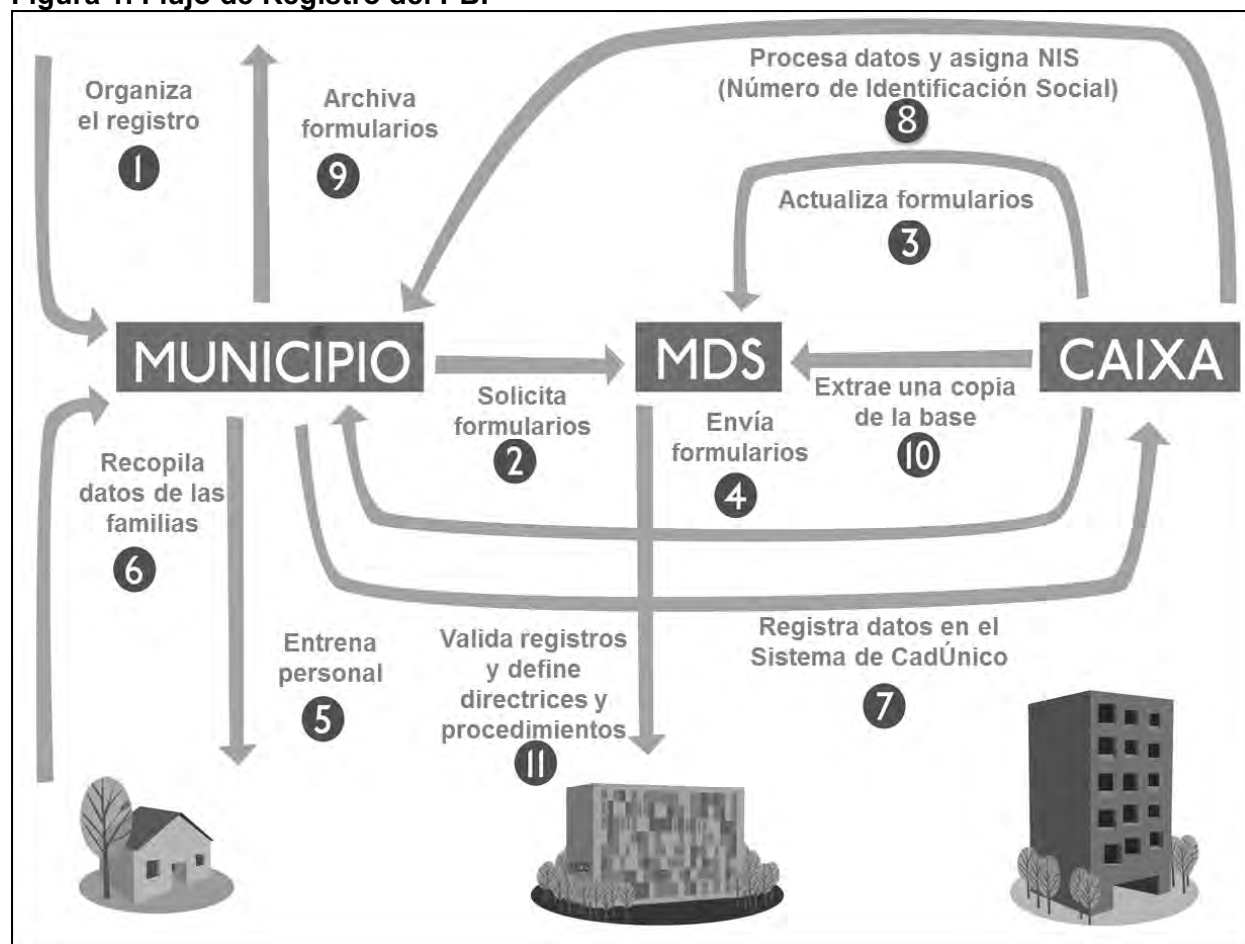 Figura 1. Flujo de Registro del PBF
Organiza
el registro
1
Archiva
formularios
9
Procesa datos y asigna NIS
(Número de Identificación Social)
8
Actualiza formularios
3
MUNICIPIO
MDS
CAIXA
Solicita
formularios
2
Envía
formularios
4
Extrae una copia
de la base
10
Recopila
datos de las
familias
6
Entrena
personal
5
Valida registros
y define
directrices y
procedimientos
11
Registra datos en el
Sistema de CadÚnico
7
MDS